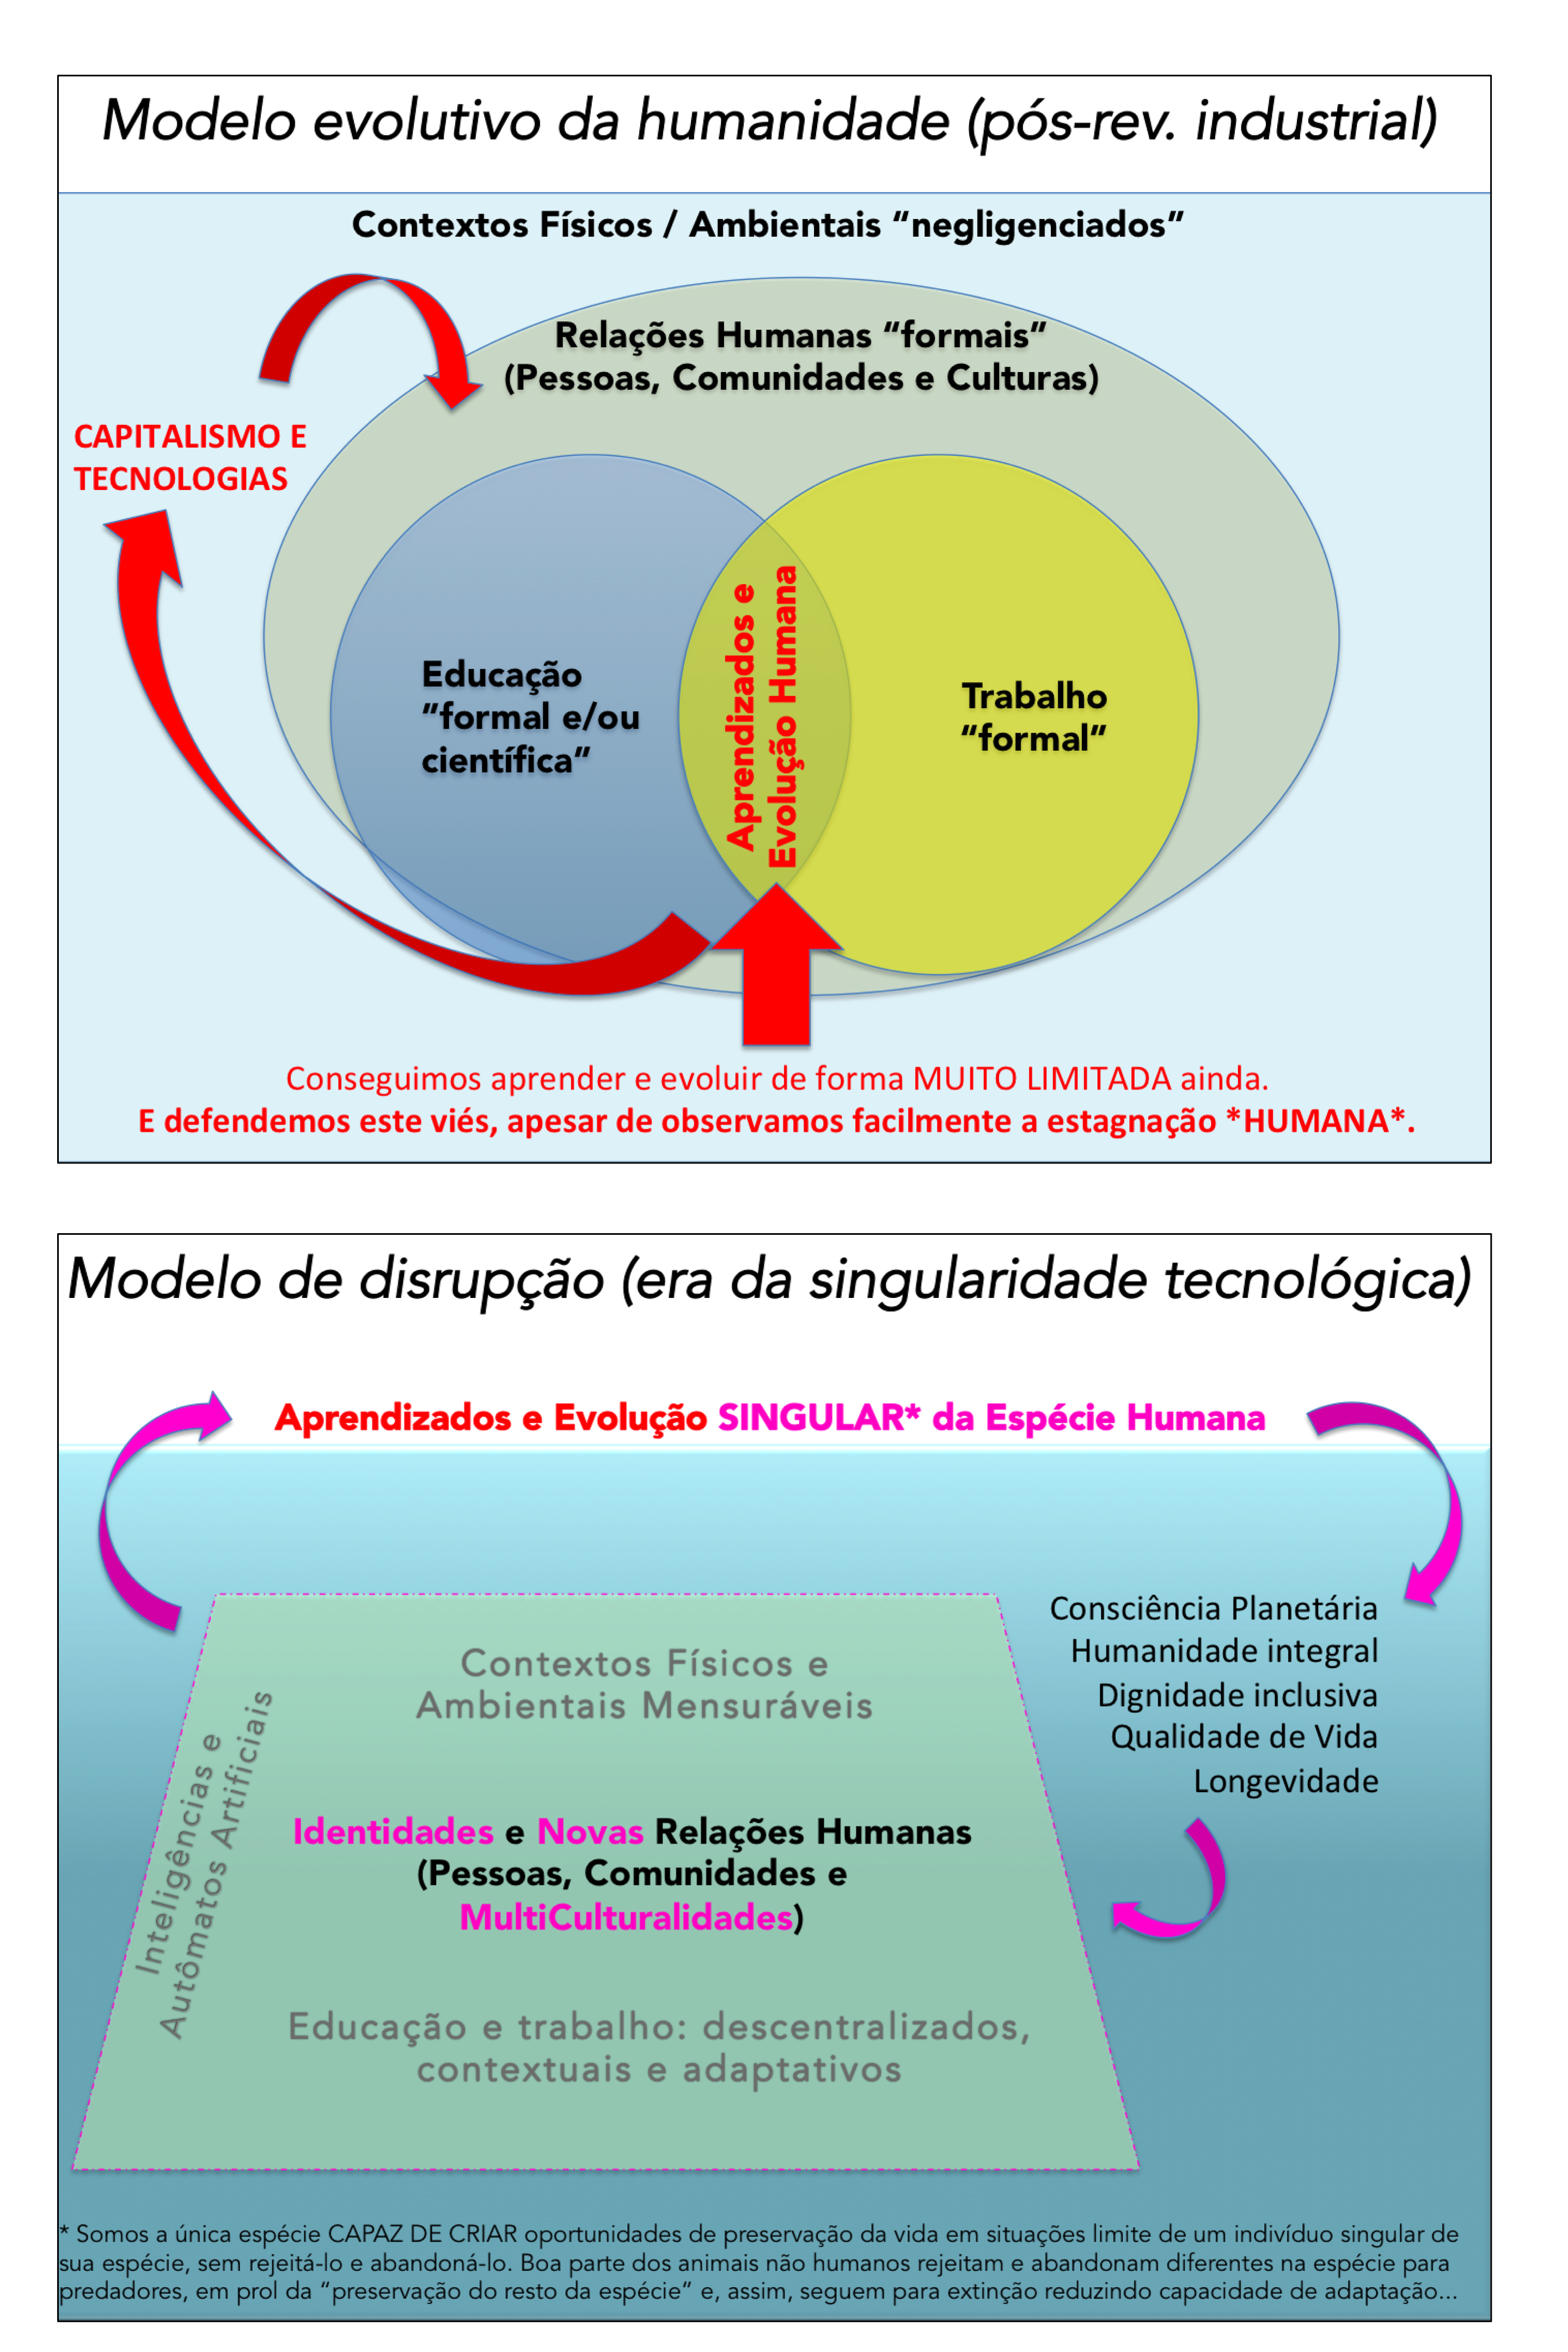 Modelo evolutivo da humanidade (pós-rev. industrial)
Contextos Físicos / Ambientais “negligenciados”
Relações Humanas “formais”
(Pessoas, Comunidades e Culturas)
CAPITALISMO E
TECNOLOGIAS
Educação
”formal e/ou
científica”
Aprendizados e
Evolução Humana
Trabalho
“formal”
Conseguimos aprender e evoluir de forma MUITO LIMITADA ainda.
E defendemos este viés, apesar de observamos facilmente a estagnação *HUMANA*.
Modelo de disrupção (era da singularidade tecnológica)
Aprendizados e Evolução SINGULAR* da Espécie Humana
Contextos Físicos e
Ambientais Mensuráveis
Inteligências e
Autômatos Artificiais
Identidades e Novas Relações Humanas
(Pessoas, Comunidades e
MultiCulturalidades)
Educação e trabalho: descentralizados,
contextuais e adaptativos
Consciência Planetária
Humanidade integral
Dignidade inclusiva
Qualidade de Vida
Longevidade
* Somos a única espécie CAPAZ DE CRIAR oportunidades de preservação da vida em situações limite de um indivíduo singular de
sua espécie, sem rejeitá-lo e abandoná-lo. Boa parte dos animais não humanos rejeitam e abandonam diferentes na espécie para
predadores, em prol da “preservação do resto da espécie” e, assim, seguem para extinção reduzindo capacidade de adaptação...